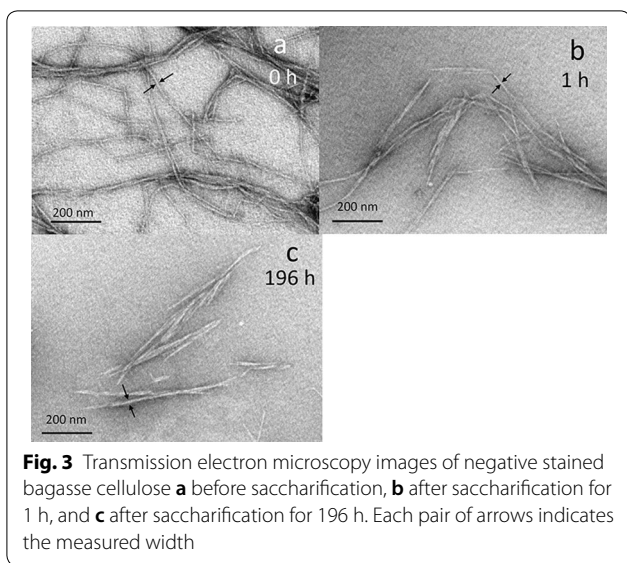 a
0 h
200 nm
b
1 h
200 nm
c
196 h
200 nm
Fig. 3 Transmission electron microscopy images of negative stained
bagasse cellulose a before saccharification, b after saccharification for
1 h, and c after saccharification for 196 h. Each pair of arrows indicates
the measured width